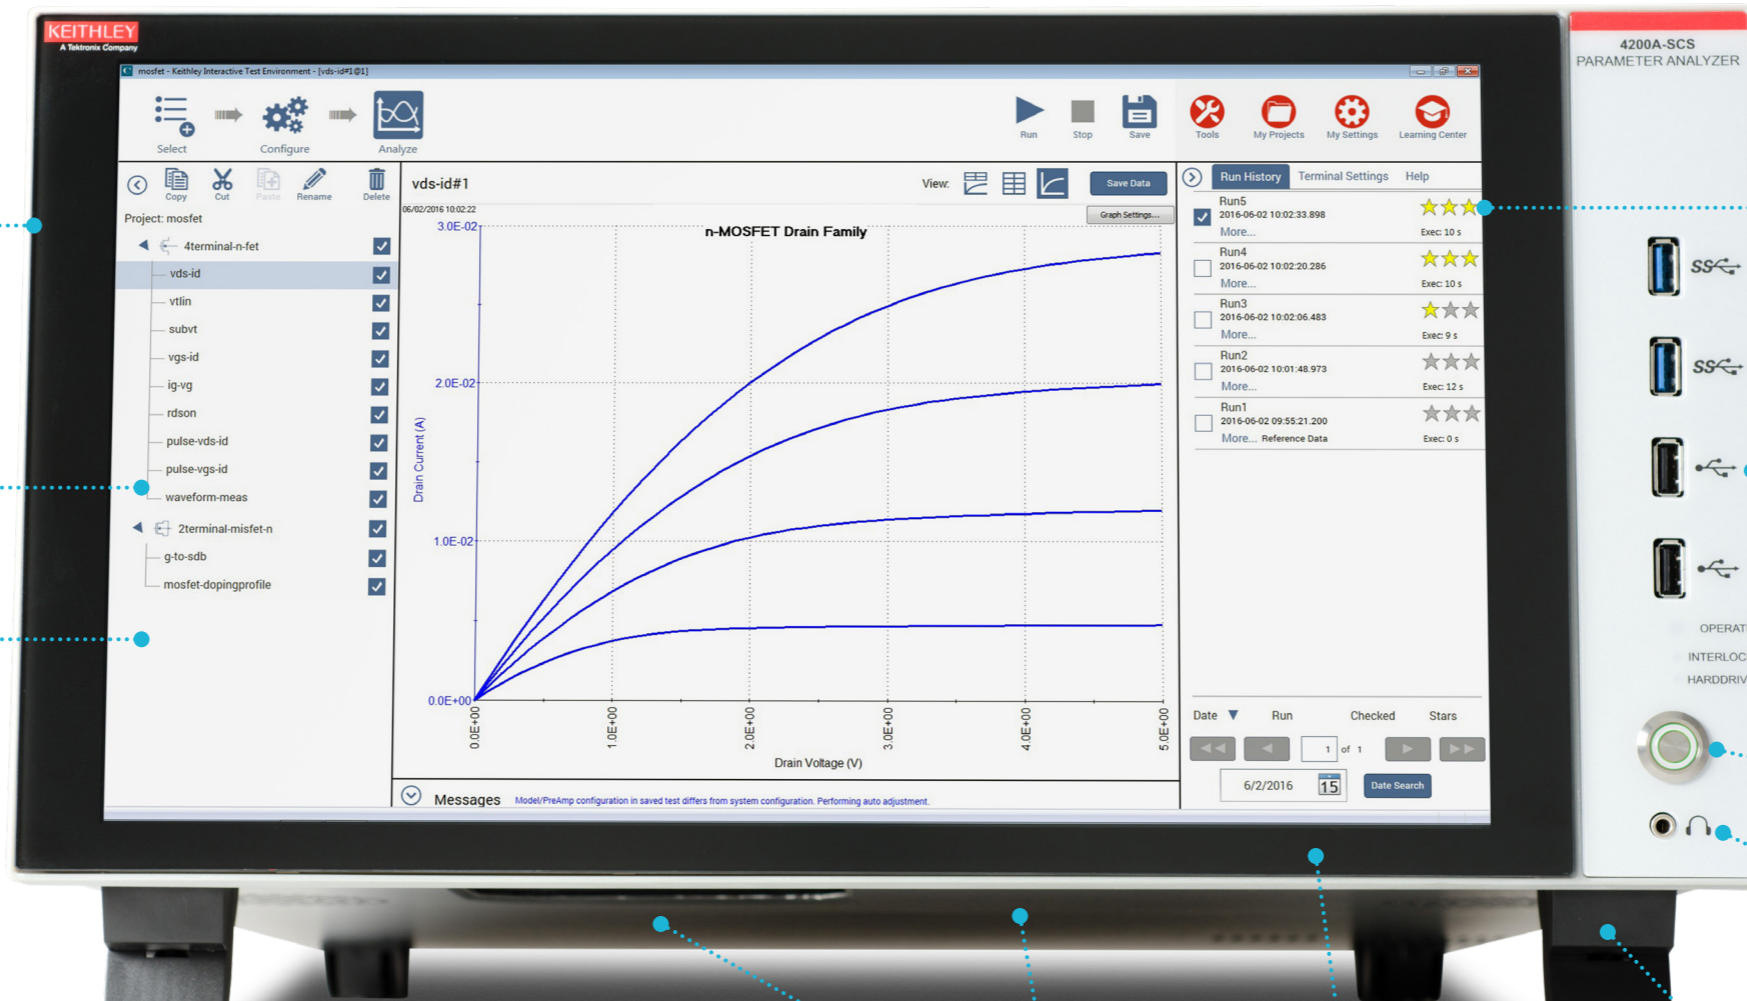 KEITHLEY
A Tektronix Company
4200A-SCS
PARAMETER ANALYZER
mosfet - Keithley Interactive Test Environment - [vds-id#1@1]
Select
Configure
Analyze
Run
Stop
Save
Tools
My Projects
My Settings
Learning Center
Copy
Cut
Paste
Rename
Delete
Project: mosfet
4terminal-n-fet
vds-id
vtlin
subvt
vgs-id
ig-vg
rdson
pulse-vds-id
pulse-vgs-id
waveform-meas
2terminal-misfet-n
g-to-sdb
mosfet-dopingprofile
vds-id#1
View:
Save Data
06/02/2016 10:02:22
Graph Settings...
n-MOSFET Drain Family
3.0E-02
2.0E-02
1.0E-02
0.0E+00
Drain Current (A)
0.0E+00
1.0E+00
2.0E+00
3.0E+00
4.0E+00
5.0E+00
Drain Voltage (V)
Messages
Model/PreAmp configuration in saved test differs from system configuration. Performing auto adjustment.
Run History
Terminal Settings
Help
Run5
2016-06-02 10:02:33.898
More...
Exec: 10 s
Run4
2016-06-02 10:02:20.286
More...
Exec: 10 s
Run3
2016-06-02 10:02:06.483
More...
Exec: 9 s
Run2
2016-06-02 10:01:48.973
More...
Exec: 12 s
Run1
2016-06-02 09:55:21.200
More... Reference Data
Exec: 0 s
Date
Run
Checked
Stars
1 of 1
6/2/2016
15
Date Search
SS
SS
OPERAT
INTERLOC
HARDDRIV